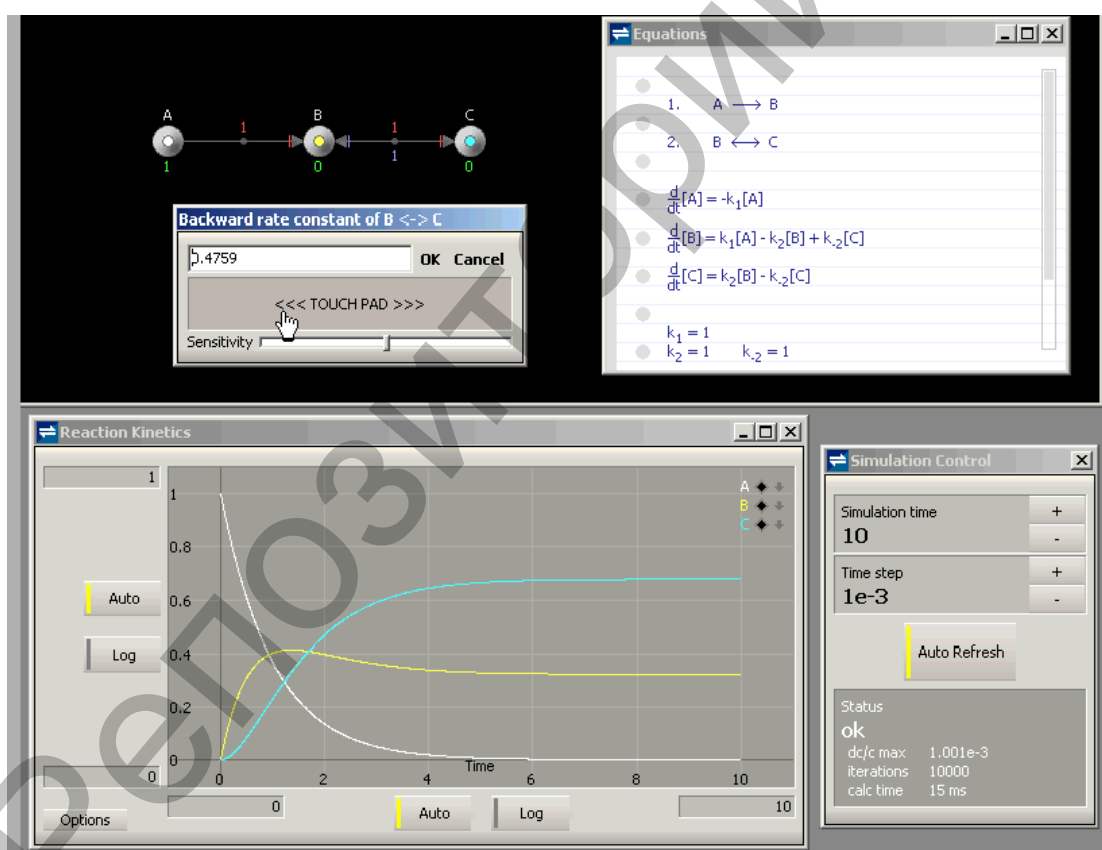 Equations
1. A ⟶ B
2. B ⟷ C
d/dt[A] = -k₁[A]
d/dt[B] = k₁[A] - k₂[B] + k₋₂[C]
d/dt[C] = k₂[B] - k₋₂[C]
k₁ = 1
k₂ = 1 k₋₂ = 1
A B C
1 1
1
1 0 0
Backward rate constant of B <-> C
0.4759 OK Cancel
<<< TOUCH PAD >>>
Sensitivity
Reaction Kinetics
1
1
0.8
0.6
0.4
0.2
0
0
A
B
C
Auto
Log
Time
0 2 4 6 8 10
0 Auto Log 10
Options
Simulation Control
Simulation time +
10 -
Time step +
1e-3 -
Auto Refresh
Status
ok
dc/c max 1.001e-3
iterations 10000
calc time 15 ms
репозитори